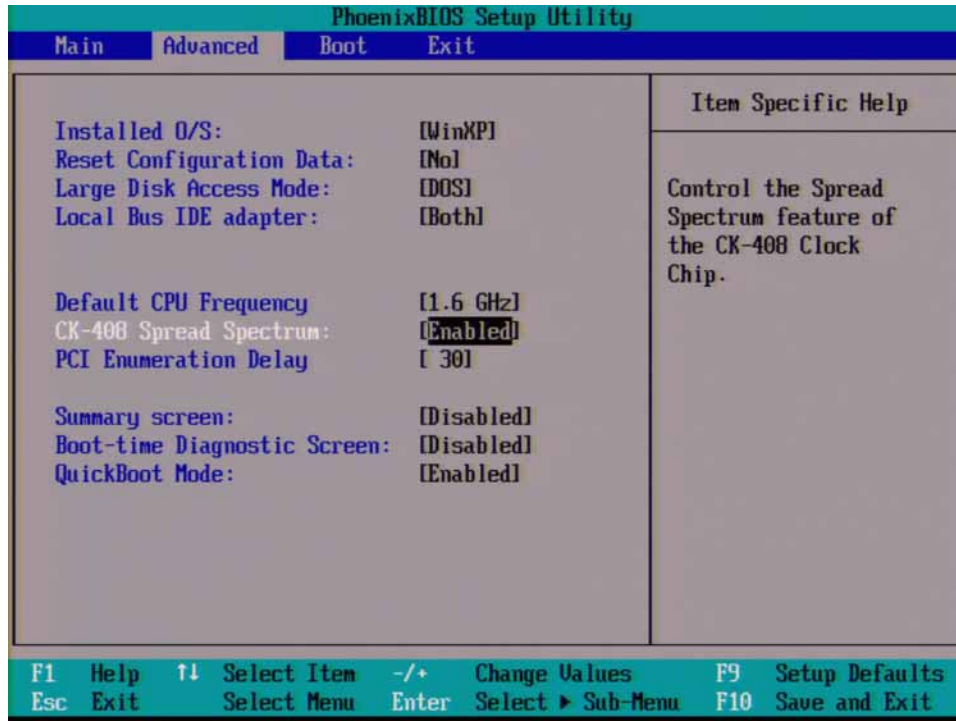 PhoenixBIOS Setup Utility
Main Advanced Boot Exit
Installed O/S: [WinXP]
Reset Configuration Data: [No]
Large Disk Access Mode: [DOS]
Local Bus IDE adapter: [Both]
Default CPU Frequency [1.6 GHz]
CK-408 Spread Spectrum: [Enabled]
PCI Enumeration Delay [ 30]
Summary screen: [Disabled]
Boot-time Diagnostic Screen: [Disabled]
QuickBoot Mode: [Enabled]
Item Specific Help
Control the Spread
Spectrum feature of
the CK-408 Clock
Chip.
F1 Help ↑↓ Select Item -/+ Change Values F9 Setup Defaults
Esc Exit Select Menu Enter Select ▶ Sub-Menu F10 Save and Exit